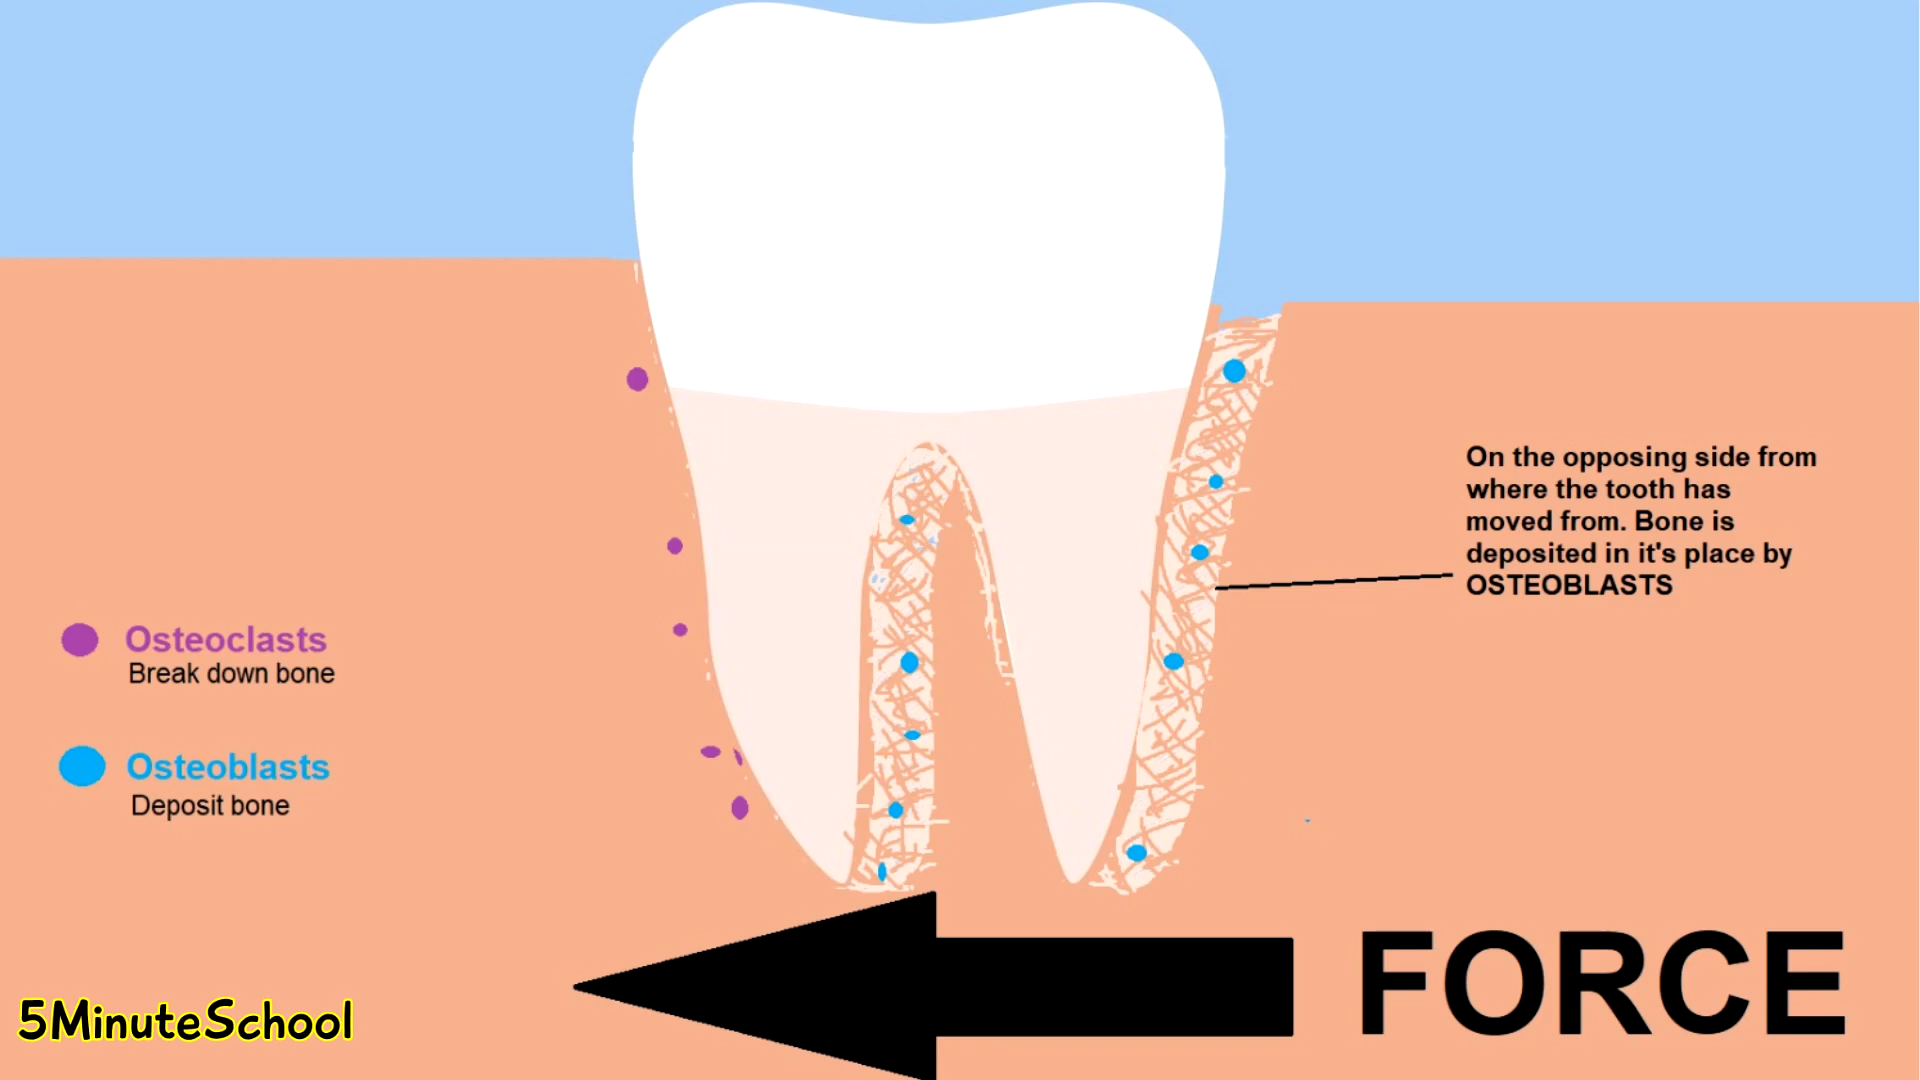 On the opposing side from
where the tooth has
moved from. Bone is
deposited in it's place by
OSTEOBLASTS
Osteoclasts
Break down bone
Osteoblasts
Deposit bone
FORCE
5MinuteSchool